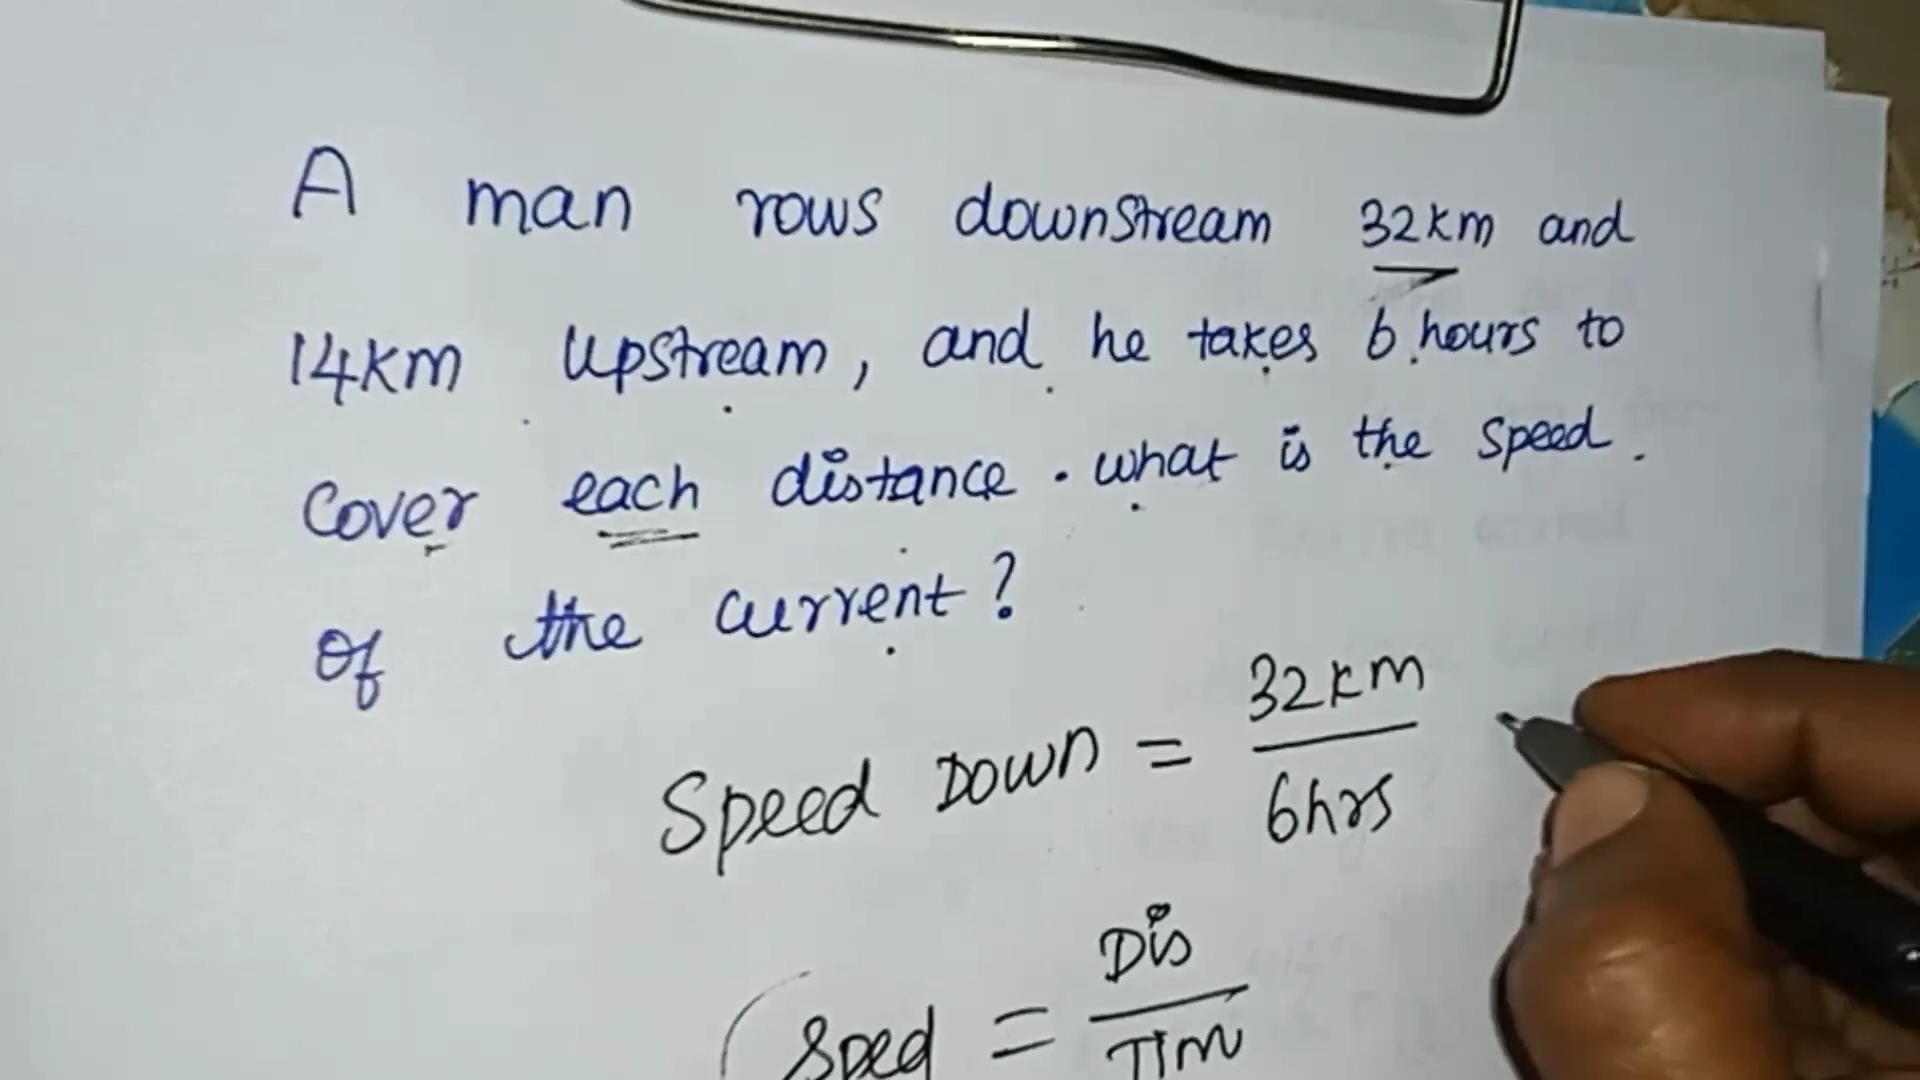 A man rows downstream 32km and
14km upstream, and he takes 6 hours to
Cover each distance. what is the speed
of the current?
Speed Down = 32km
6hrs
Speed = Dis
Tim